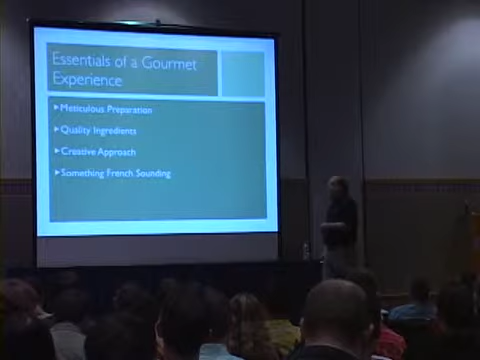 Essentials of a Gourmet
Experience
Meticulous Preparation
Quality Ingredients
Creative Approach
Something French Sounding